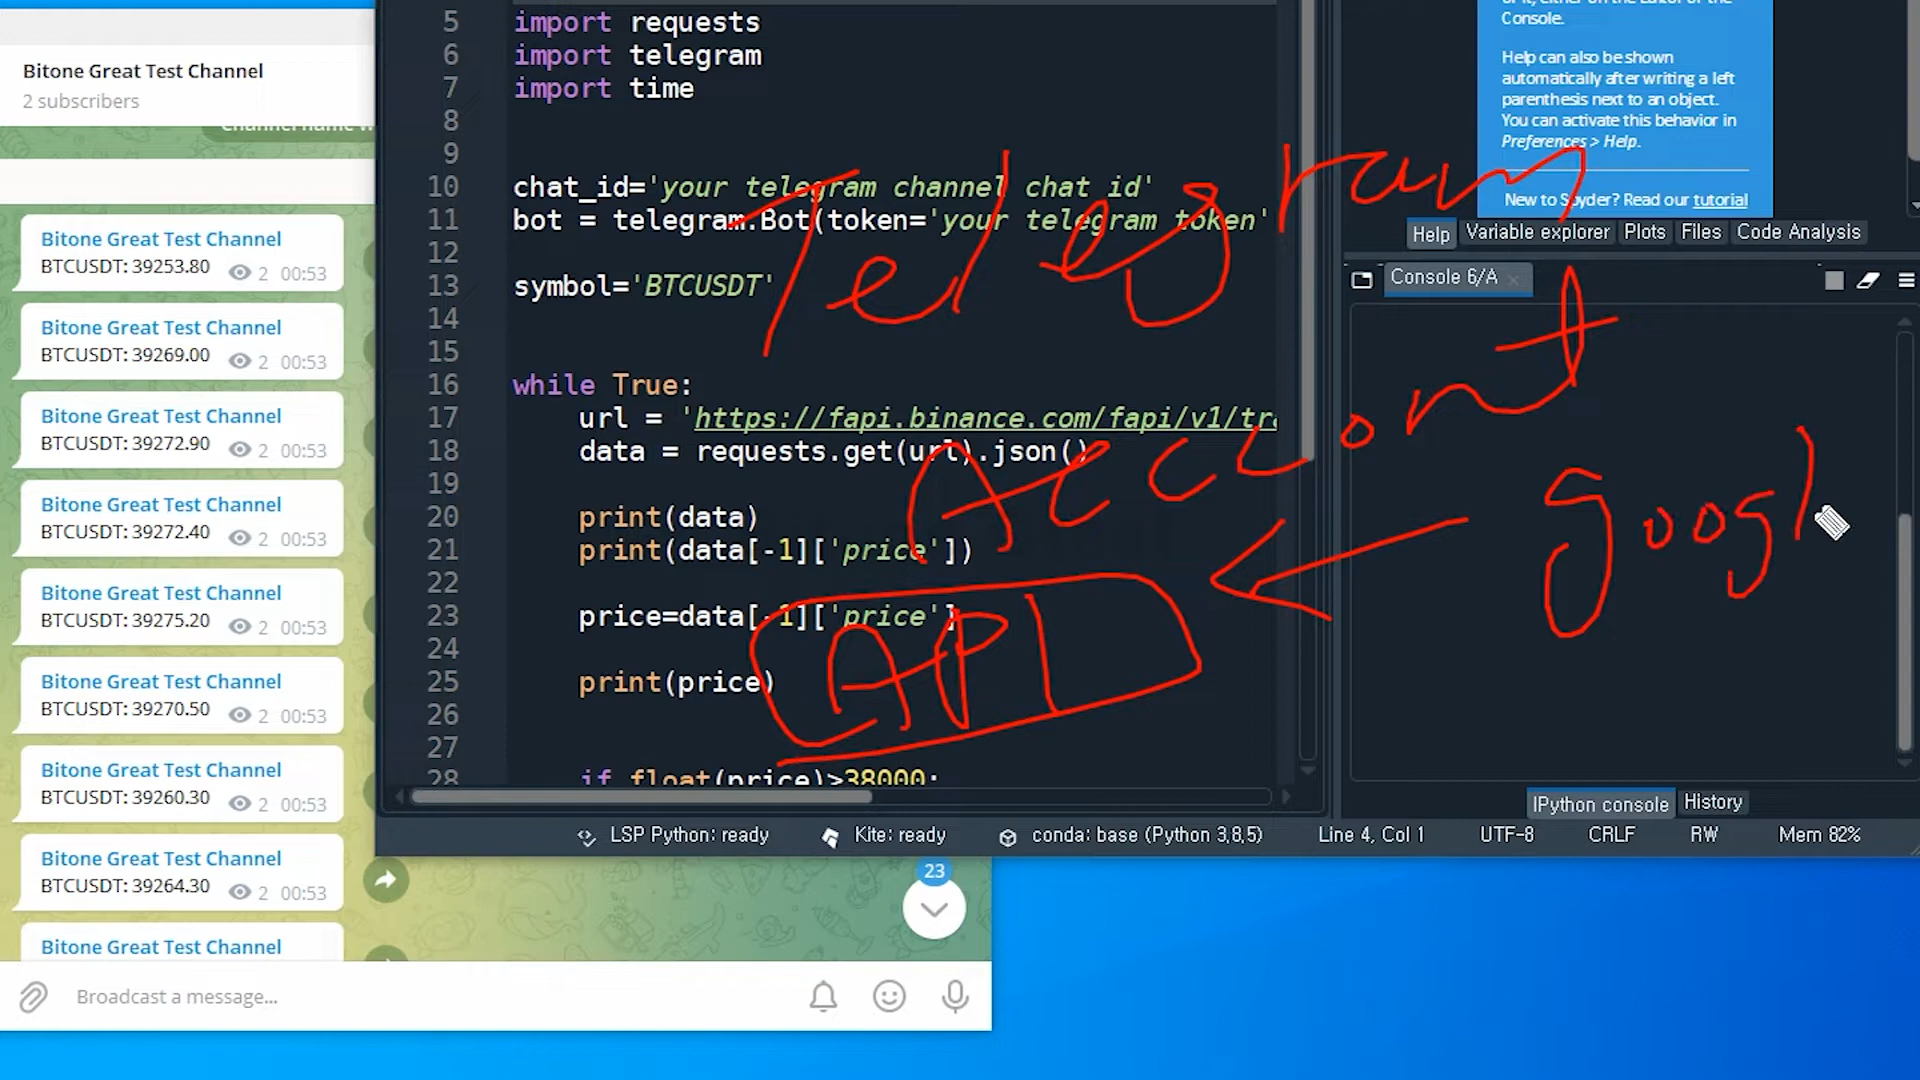 Bitone Great Test Channel
2 subscribers
Bitone Great Test Channel
BTCUSDT: 39253.80 2 00:53
Bitone Great Test Channel
BTCUSDT: 39269.00 2 00:53
Bitone Great Test Channel
BTCUSDT: 39272.90 2 00:53
Bitone Great Test Channel
BTCUSDT: 39272.40 2 00:53
Bitone Great Test Channel
BTCUSDT: 39275.20 2 00:53
Bitone Great Test Channel
BTCUSDT: 39270.50 2 00:53
Bitone Great Test Channel
BTCUSDT: 39260.30 2 00:53
Bitone Great Test Channel
BTCUSDT: 39264.30 2 00:53
Bitone Great Test Channel
23
Broadcast a message...
5 import requests
6 import telegram
7 import time
8
9
10 chat_id='your telegram channel chat id'
11 bot = telegram.Bot(token='your telegram token'
12
13 symbol='BTCUSDT'
14
15
16 while True:
17 url = 'https://fapi.binance.com/fapi/v1/tra
18 data = requests.get(url).json()
19
20 print(data)
21 print(data[-1]['price'])
22
23 price=data[-1]['price']
24
25 print(price)
26
27
28 if float(price)>38000:
Telegram
Accont
API
googl
Console.
Help can also be shown
automatically after writing a left
parenthesis next to an object.
You can activate this behavior in
Preferences > Help.
New to Spyder? Read our tutorial
Help Variable explorer Plots Files Code Analysis
Console 6/A
IPython console History
LSP Python: ready Kite: ready conda: base (Python 3.8.5) Line 4, Col 1 UTF-8 CRLF RW Mem 82%